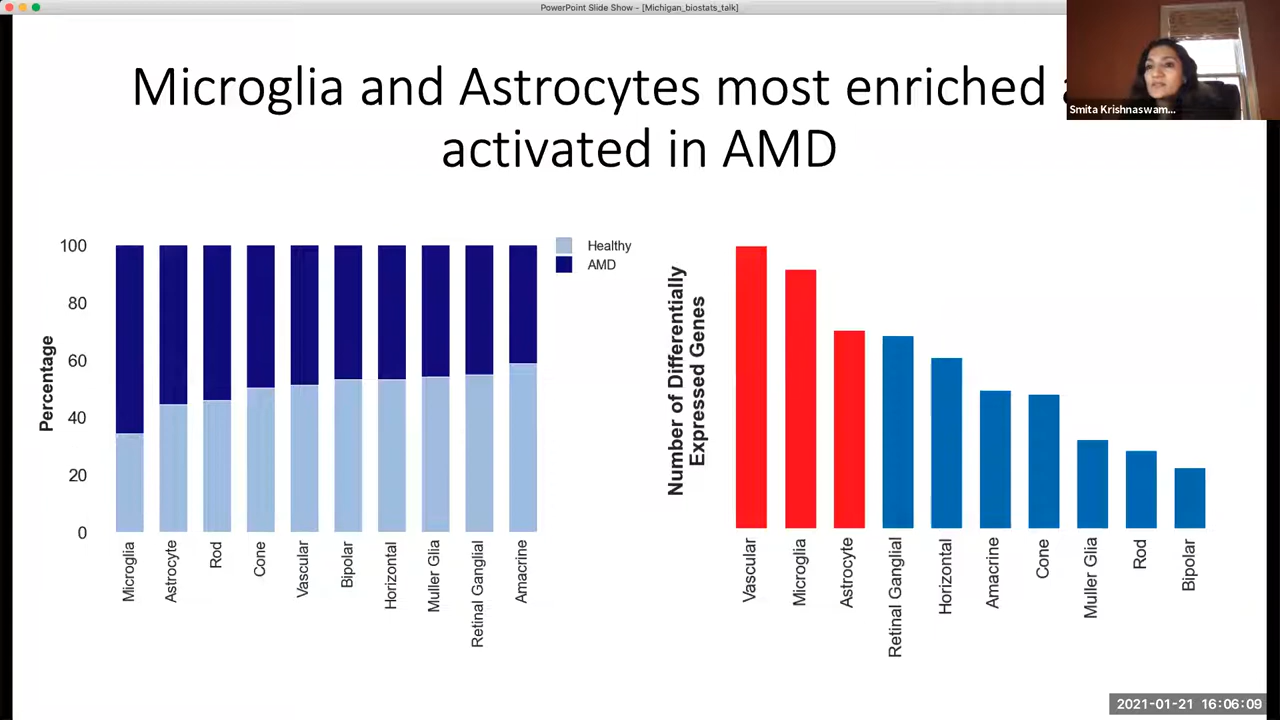 PowerPoint Slide Show - [Michigan_biostats_talk]
Microglia and Astrocytes most enriched
activated in AMD
Smita Krishnaswam...
Healthy
AMD
Percentage
100
80
60
40
20
0
Microglia
Astrocyte
Rod
Cone
Vascular
Bipolar
Horizontal
Muller Glia
Retinal Ganglial
Amacrine
Number of Differentially
Expressed Genes
Vascular
Microglia
Astrocyte
Retinal Ganglial
Horizontal
Amacrine
Cone
Muller Glia
Rod
Bipolar
2021-01-21 16:06:09